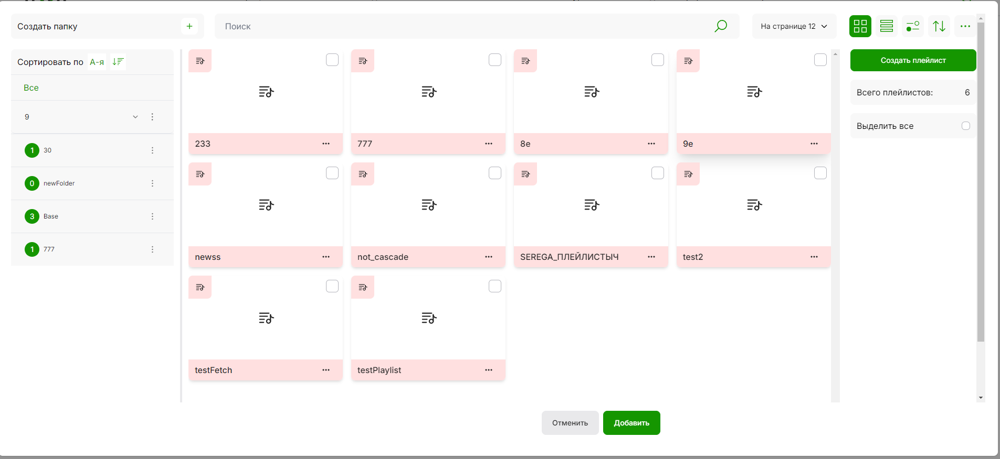 Создать папку
+
Поиск
На странице 12
Сортировать по А-я
Все
9
1 30
0 newFolder
3 Base
1 777
233
777
8e
9e
newss
not_cascade
SEREGA_ПЛЕЙЛИСТЫЧ
test2
testFetch
testPlaylist
Создать плейлист
Всего плейлистов: 6
Выделить все
Отменить
Добавить